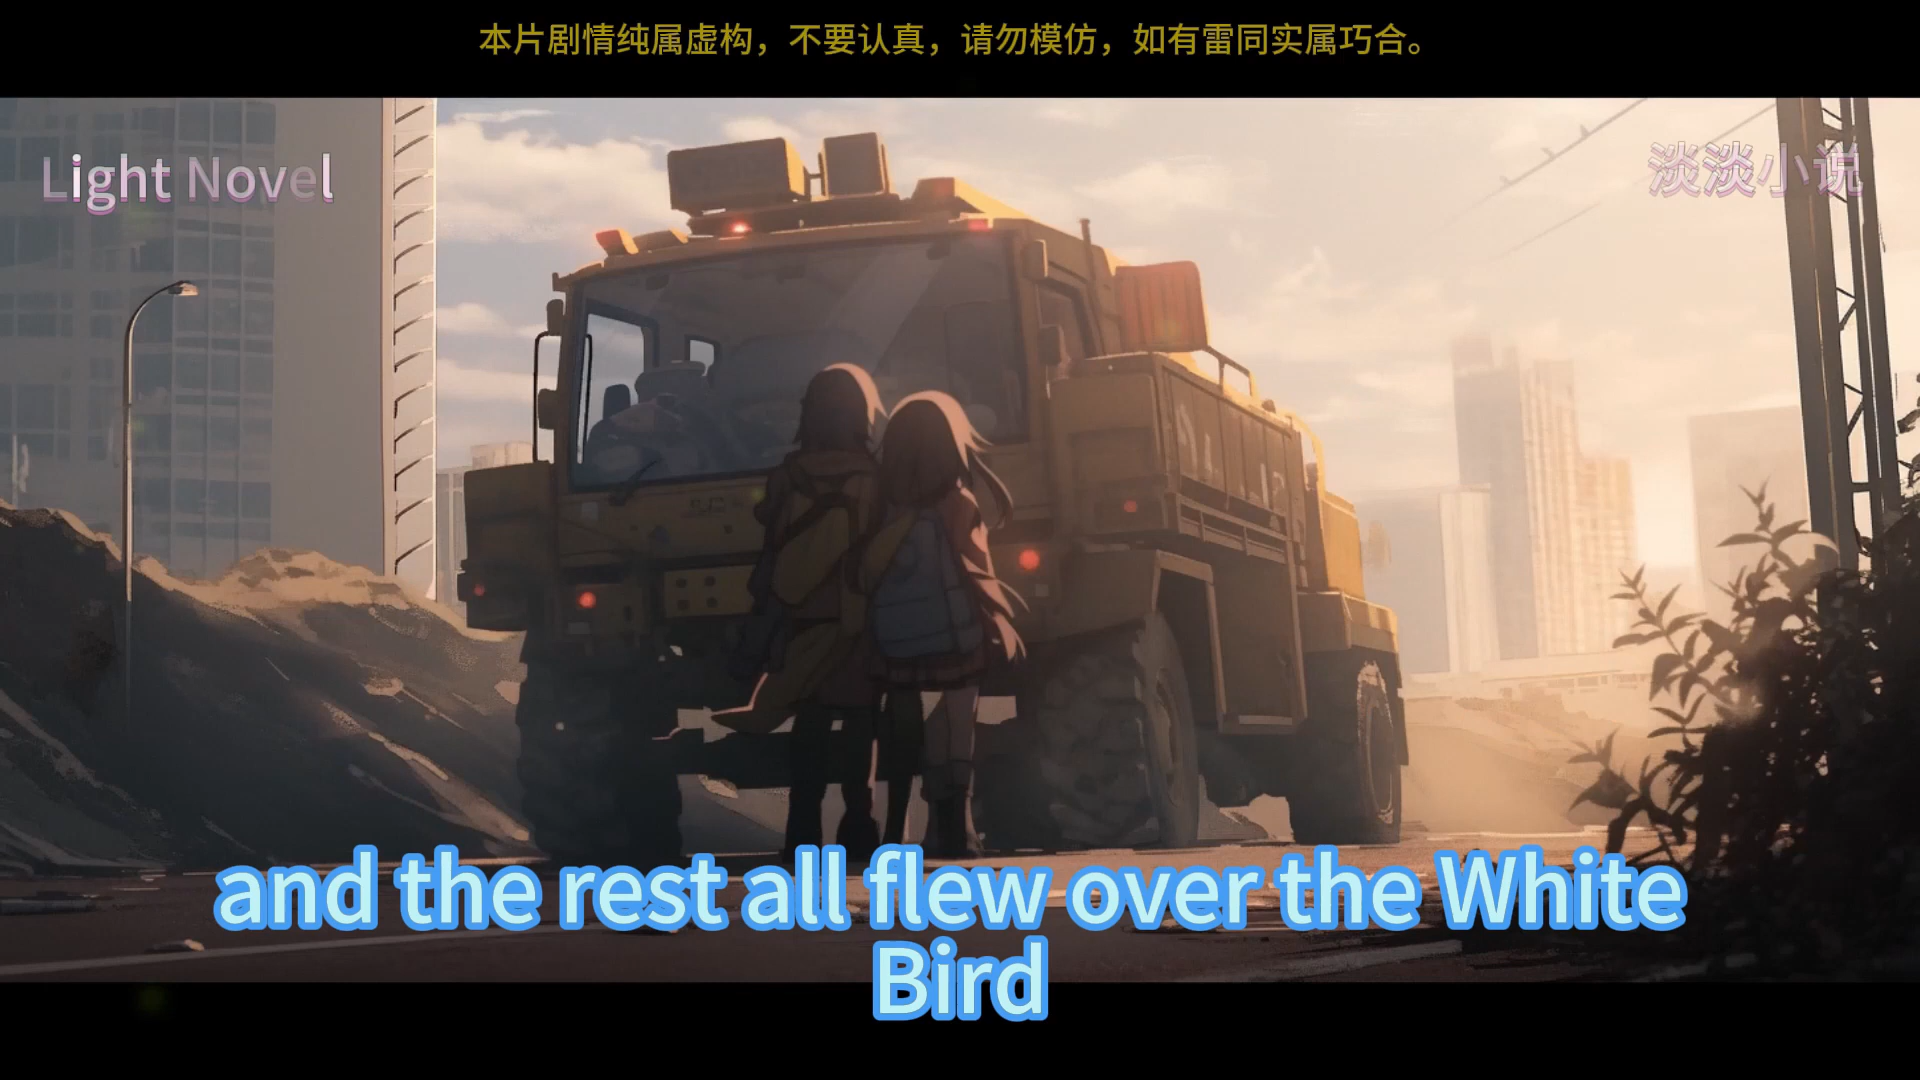 本片剧情纯属虚构，不要认真，请勿模仿，如有雷同实属巧合。
Light Novel
淡淡小说
and the rest all flew over the White
Bird